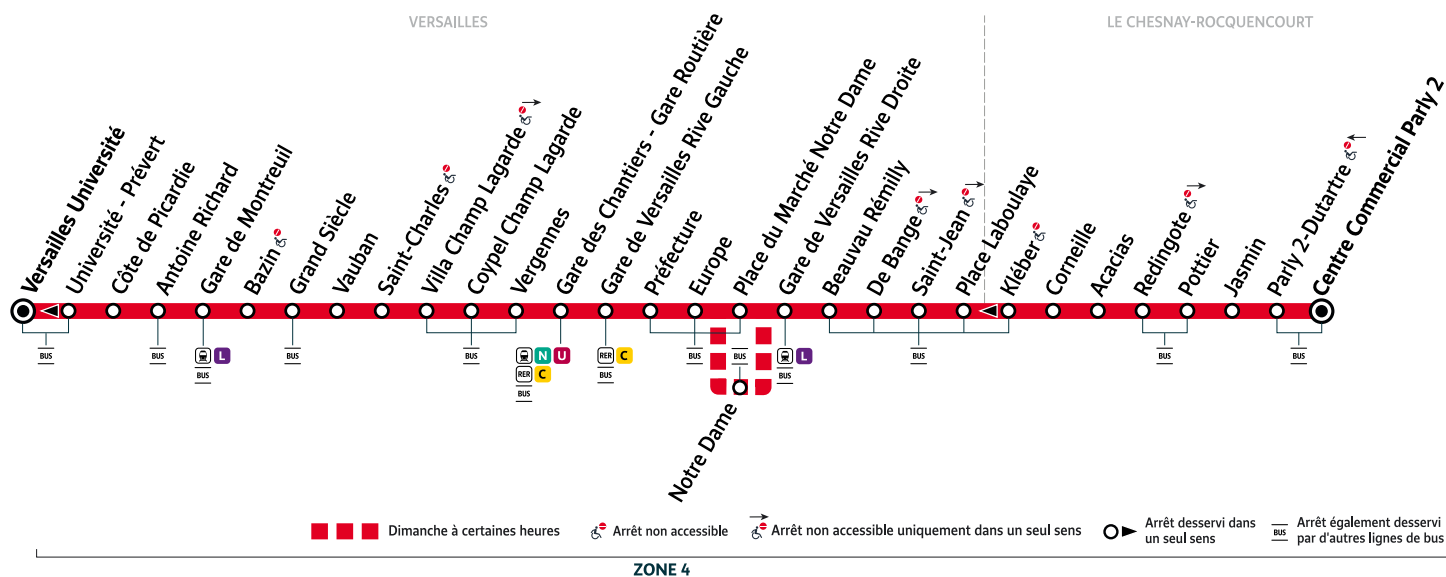 VERSAILLES
LE CHESNAY-ROCQUENCOURT
Versailles Université
Université - Prévert
Côte de Picardie
Antoine Richard
Gare de Montreuil
Bazin
Grand Siècle
Vauban
Saint-Charles
Villa Champ Lagarde
Coypel Champ Lagarde
Vergennes
Gare des Chantiers - Gare Routière
Gare de Versailles Rive Gauche
Préfecture
Europe
Place du Marché Notre Dame
Gare de Versailles Rive Droite
Beauvau Rémilly
De Bange
Saint-Jean
Place Laboulaye
Kléber
Corneille
Acacias
Redingote
Pottier
Jasmin
Parly 2-Dutartre
Centre Commercial Parly 2
BUS
BUS
L
BUS
BUS
BUS
N U
RER C
BUS
RER C
BUS
BUS
BUS
L
BUS
BUS
BUS
BUS
Notre Dame
Dimanche à certaines heures
Arrêt non accessible
Arrêt non accessible uniquement dans un seul sens
Arrêt desservi dans
un seul sens
BUS
Arrêt également desservi
par d'autres lignes de bus
ZONE 4